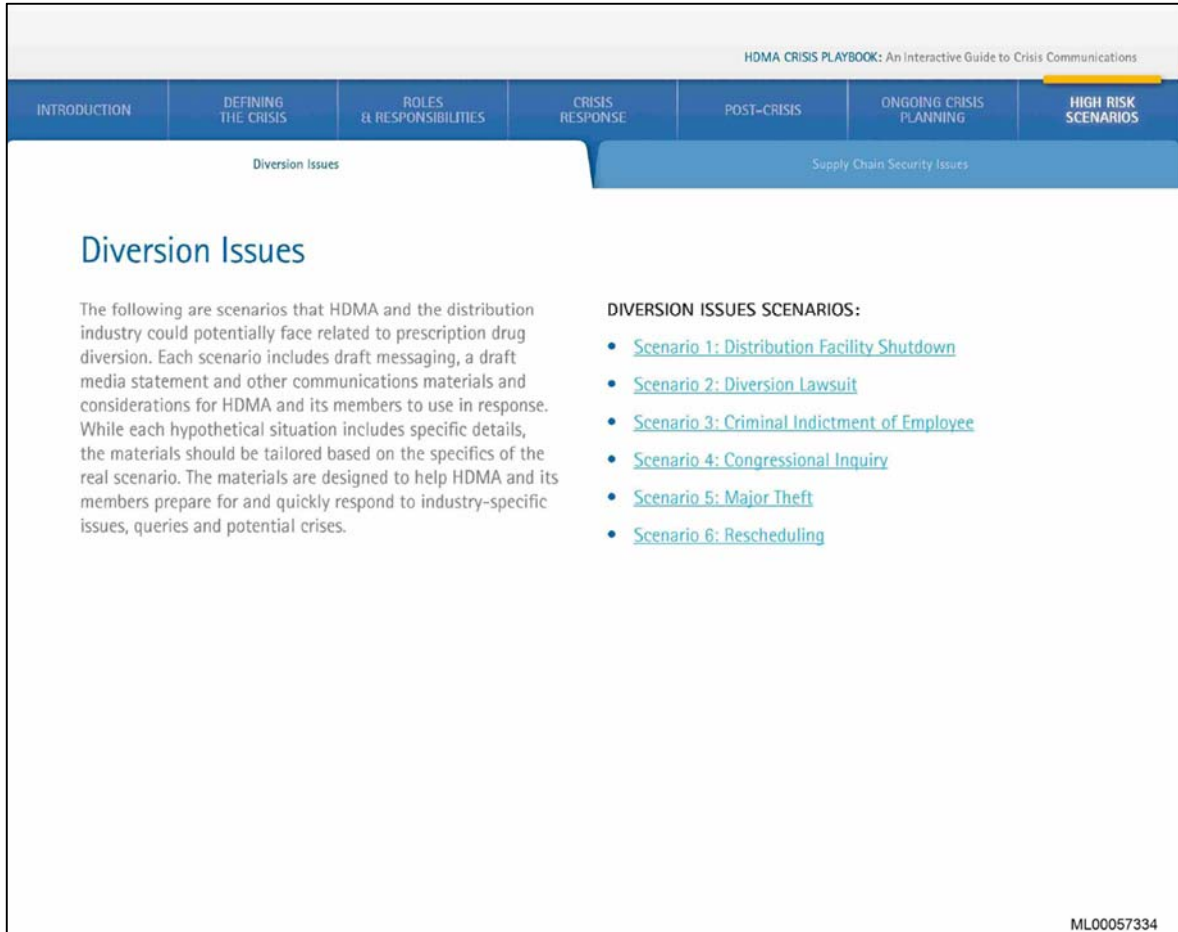 HDMA CRISIS PLAYBOOK: An Interactive Guide to Crisis Communications
INTRODUCTION
DEFINING
THE CRISIS
ROLES
& RESPONSIBILITIES
CRISIS
RESPONSE
POST-CRISIS
ONGOING CRISIS
PLANNING
HIGH RISK
SCENARIOS
Diversion Issues
Supply Chain Security Issues
Diversion Issues
The following are scenarios that HDMA and the distribution
industry could potentially face related to prescription drug
diversion. Each scenario includes draft messaging, a draft
media statement and other communications materials and
considerations for HDMA and its members to use in response.
While each hypothetical situation includes specific details,
the materials should be tailored based on the specifics of the
real scenario. The materials are designed to help HDMA and its
members prepare for and quickly respond to industry-specific
issues, queries and potential crises.
DIVERSION ISSUES SCENARIOS:
• Scenario 1: Distribution Facility Shutdown
• Scenario 2: Diversion Lawsuit
• Scenario 3: Criminal Indictment of Employee
• Scenario 4: Congressional Inquiry
• Scenario 5: Major Theft
• Scenario 6: Rescheduling
ML00057334